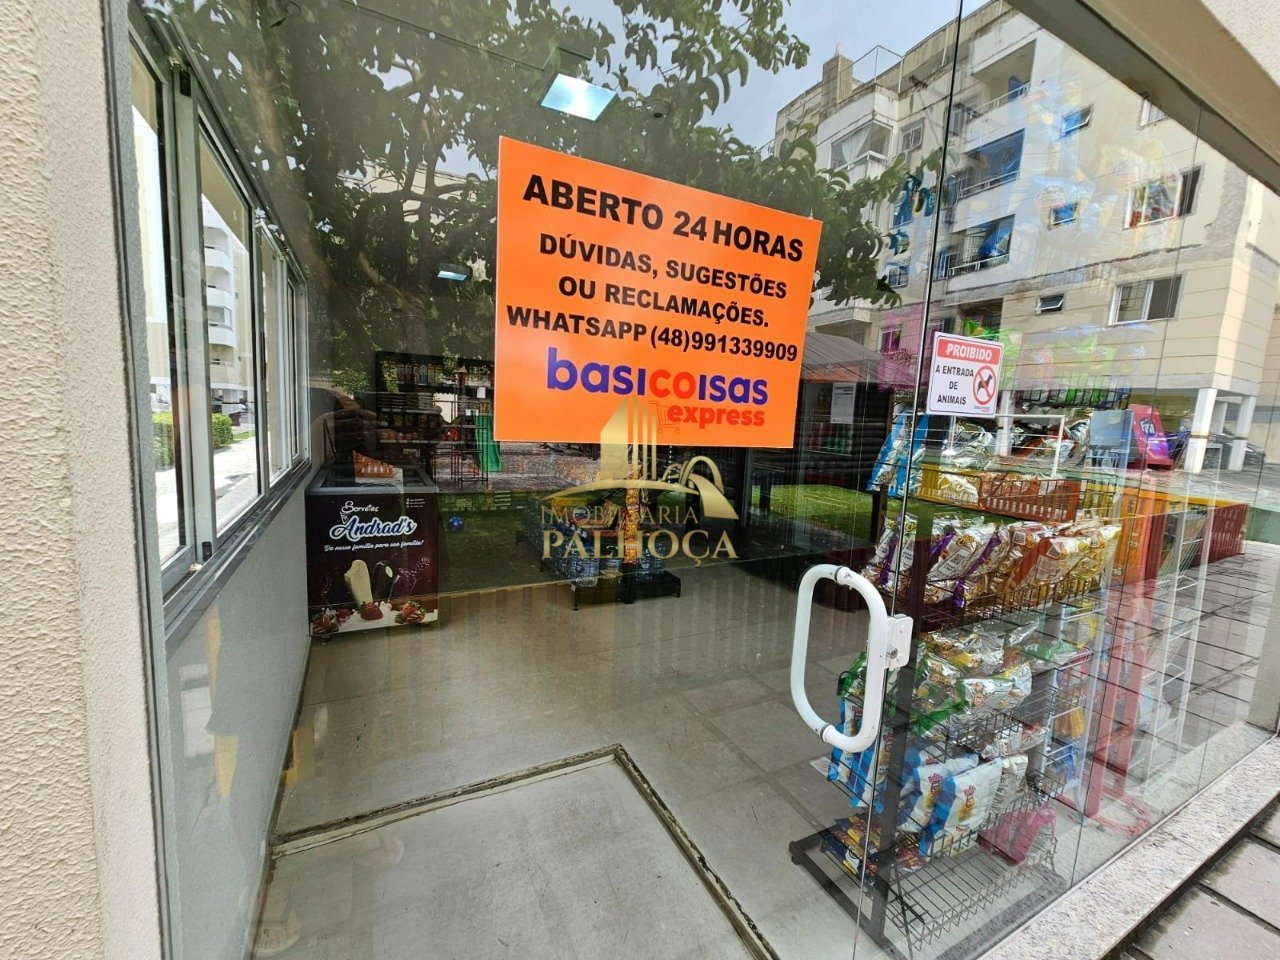 ABERTO 24 HORAS
DÚVIDAS, SUGESTÕES
OU RECLAMAÇÕES.
WHATSAPP (48)991339909
basicoisas
express
PROIBIDO
A ENTRADA
DE
ANIMAIS
Sorvetes
Andrad's
Da nossa família para sua família!
IMOBILIÁRIA
PALHOÇA